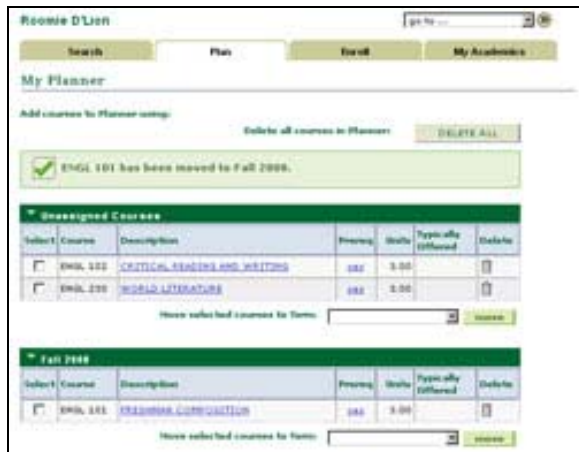 Roomie D'Lion
go to ...
Search Plan Enroll My Academics
My Planner
Add courses to Planner using:
Delete all courses in Planner: DELETE ALL
ENGL 101 has been moved to Fall 2008.
Unassigned Courses
Select Course Description Prereq Units Typically Offered Delete
ENGL 102 CRITICAL READING AND WRITING yes 3.00
ENGL 250 WORLD LITERATURE yes 3.00
Move selected courses to Term: move
Fall 2008
Select Course Description Prereq Units Typically Offered Delete
ENGL 101 FRESHMAN COMPOSITION yes 3.00
Move selected courses to Term: move